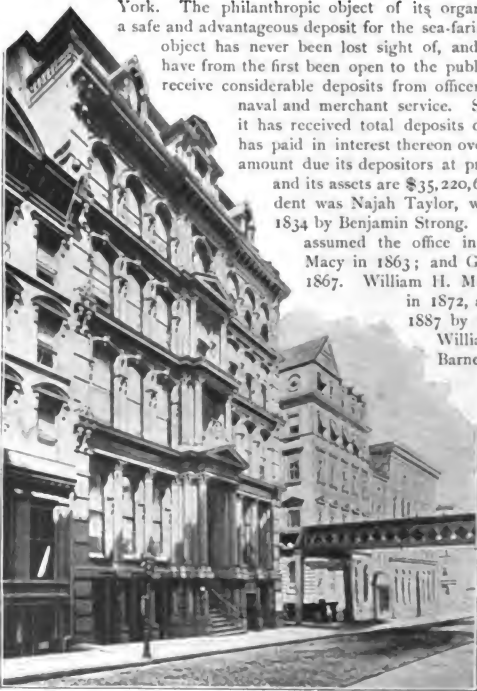 York. The philanthropic object of its organ
a safe and advantageous deposit for the sea-fari
object has never been lost sight of, and
have from the first been open to the publ
receive considerable deposits from officer
naval and merchant service. S
it has received total deposits o
has paid in interest thereon ove
amount due its depositors at pr
and its assets are $35,220,6
dent was Najah Taylor, w
1834 by Benjamin Strong.
assumed the office in
Macy in 1863; and G
1867. William H. M
in 1872, a
1887 by
Willia
Barne